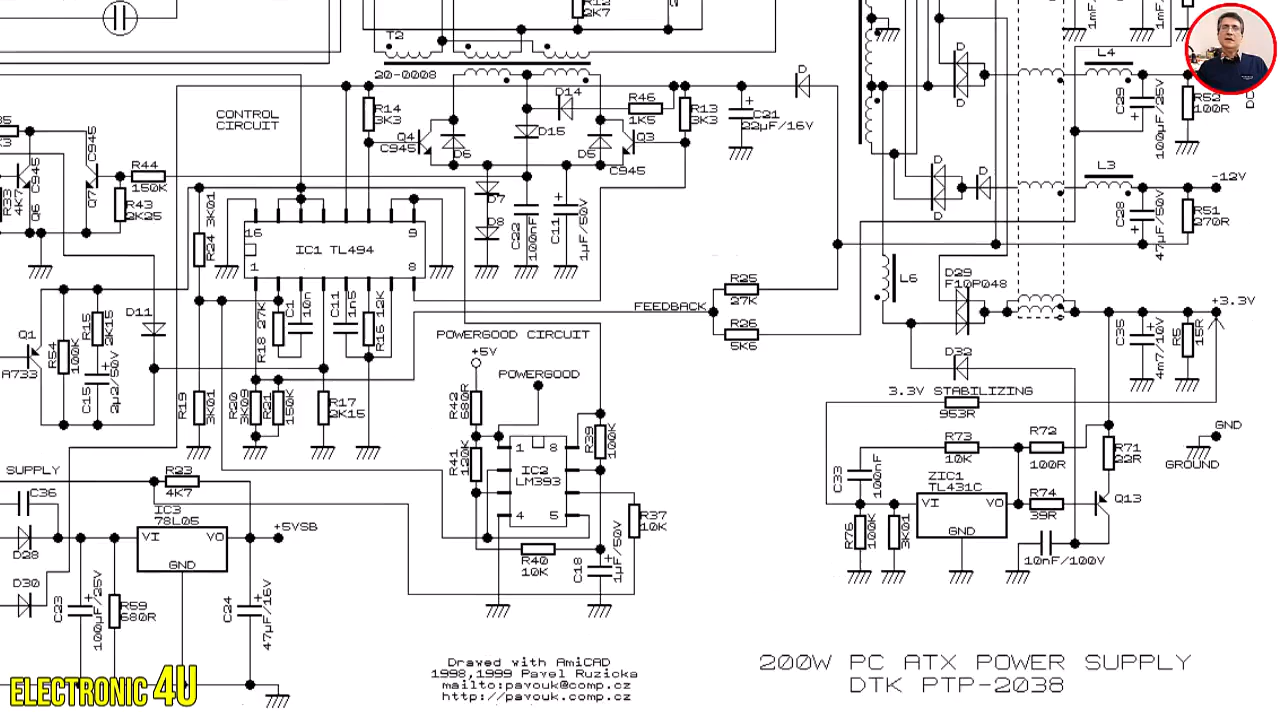 2K7
T2
20-0008
CONTROL
CIRCUIT
R14
3K3
D14
R46
1K5
R13
3K3
C21
22µF/16V
D
D
L4
C29
100µF/25V
R52
100R
Q4
C945
D6
D15
D5
Q3
C945
C945
C945
Q7
Q6
R33
4K7
R44
150K
R43
2K25
R24
3K01
16
9
IC1 TL494
1
8
D7
D8
C22
100nF
C11
1µF/50V
D
D
D
L3
-12V
C28
47µF/50V
R51
270R
Q1
A733
R54
100K
R15
2K15
C15
2µ2/50V
D11
R18
27K
C1
10n
C11
1n5
R16
12K
FEEDBACK
R25
27K
R26
5K6
L6
D29
F10P048
+3.3V
C35
4m7/10V
R5
15R
D32
POWERGOOD CIRCUIT
+5V
POWERGOOD
R19
3K01
R20
3K09
R21
150K
R17
2K15
R42
680R
R41
120K
1
8
IC2
LM393
4
5
R39
100K
R37
10K
R40
10K
C18
1µF/50V
3.3V STABILIZING
953R
R73
10K
R72
100R
R71
22R
GND
GROUND
C33
100nF
ZIC1
TL431C
VI
VO
GND
R74
39R
Q13
R76
100K
3K01
10nF/100V
SUPPLY
C36
R23
4K7
IC3
78L05
VI
VO
GND
+5VSB
D28
D30
C23
100µF/25V
R59
680R
C24
47µF/16V
ELECTRONIC 4U
Drawed with AmiCAD
1998,1999 Pavel Ruzicka
mailto:pavouk@comp.cz
http://pavouk.comp.cz
200W PC ATX POWER SUPPLY
DTK PTP-2038